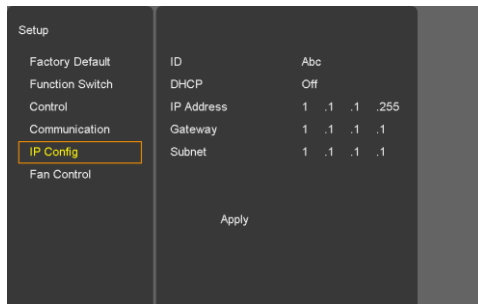 Setup
Factory Default
Function Switch
Control
Communication
IP Config
Fan Control
ID Abc
DHCP Off
IP Address 1 .1 .1 .255
Gateway 1 .1 .1 .1
Subnet 1 .1 .1 .1
Apply